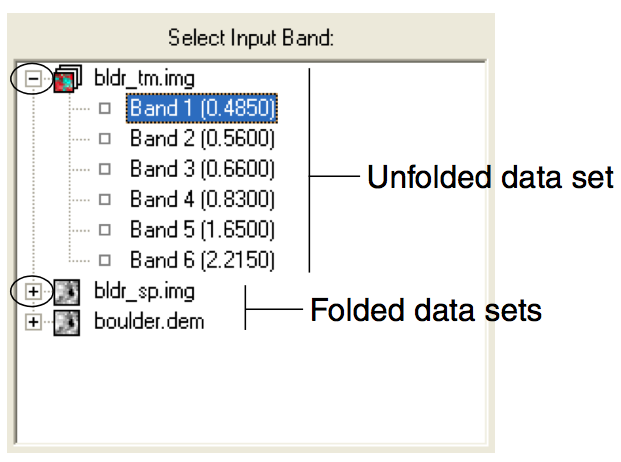 Select Input Band:
bldr_tm.img
Band 1 (0.4850)
Band 2 (0.5600)
Band 3 (0.6600)
Band 4 (0.8300)
Band 5 (1.6500)
Band 6 (2.2150)
Unfolded data set
bldr_sp.img
boulder.dem
Folded data sets